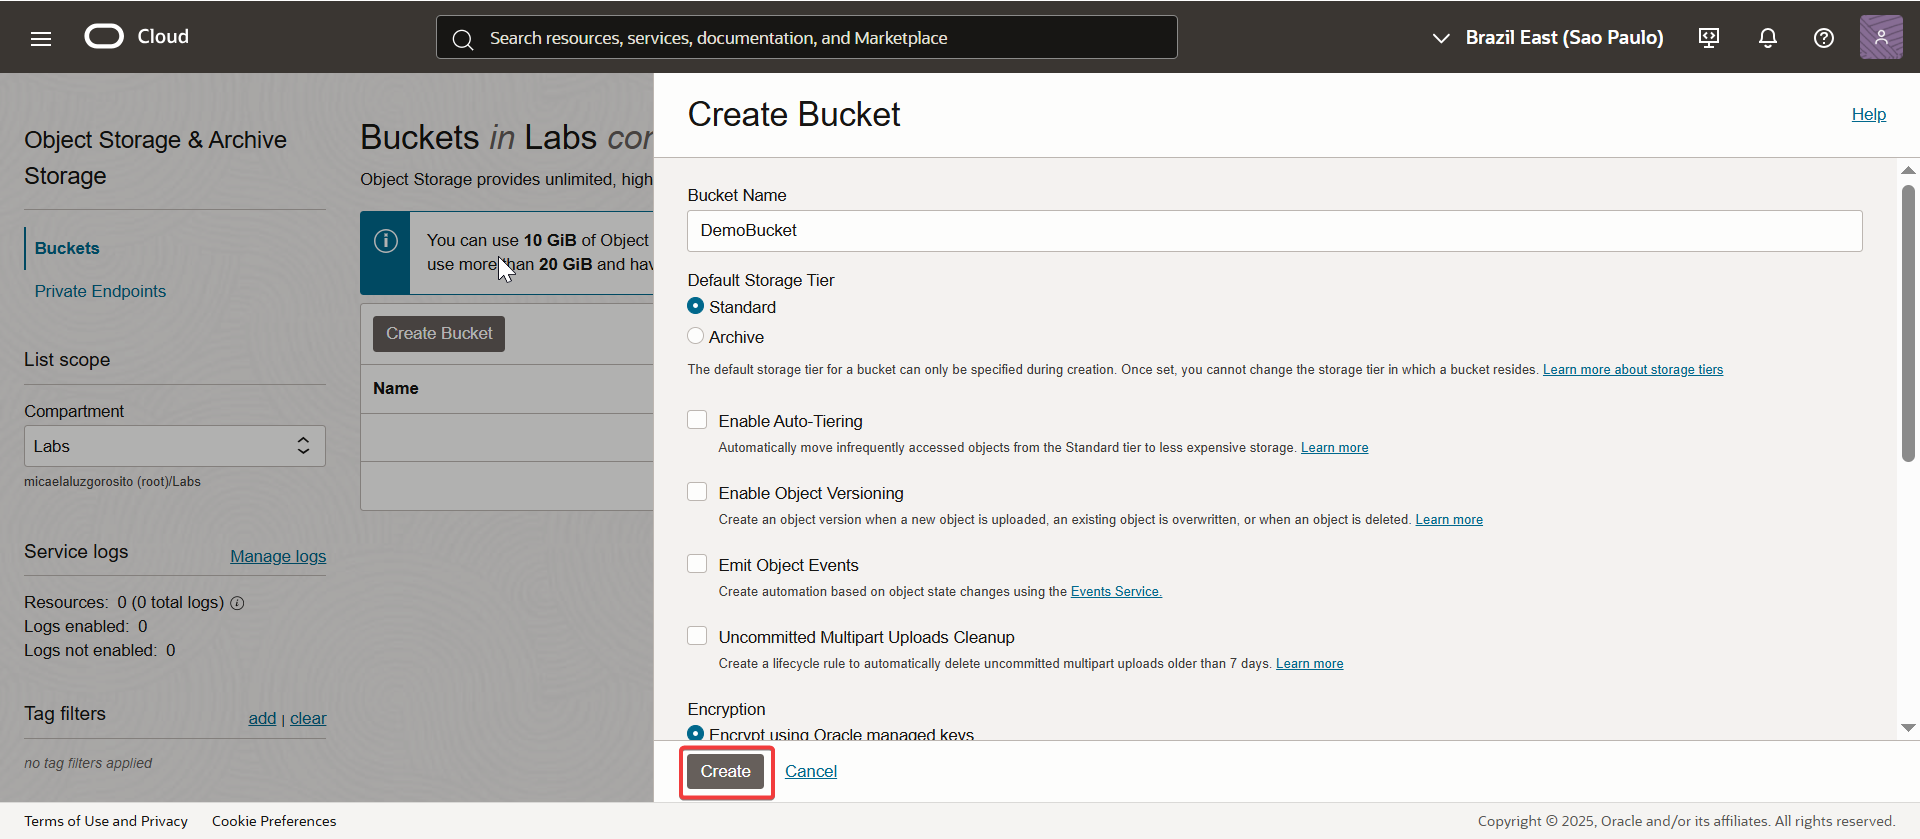 Cloud
Search resources, services, documentation, and Marketplace
Brazil East (Sao Paulo)
Object Storage & Archive
Storage
Buckets
Private Endpoints
List scope
Compartment
Labs
micaelaluzgorosito (root)/Labs
Service logs
Manage logs
Resources: 0 (0 total logs)
Logs enabled: 0
Logs not enabled: 0
Tag filters
add | clear
no tag filters applied
Buckets in Labs
Object Storage provides unlimited, high
You can use 10 GiB of Object
use more than 20 GiB and hav
Create Bucket
Name
Create Bucket
Help
Bucket Name
DemoBucket
Default Storage Tier
Standard
Archive
The default storage tier for a bucket can only be specified during creation. Once set, you cannot change the storage tier in which a bucket resides. Learn more about storage tiers
Enable Auto-Tiering
Automatically move infrequently accessed objects from the Standard tier to less expensive storage. Learn more
Enable Object Versioning
Create an object version when a new object is uploaded, an existing object is overwritten, or when an object is deleted. Learn more
Emit Object Events
Create automation based on object state changes using the Events Service.
Uncommitted Multipart Uploads Cleanup
Create a lifecycle rule to automatically delete uncommitted multipart uploads older than 7 days. Learn more
Encryption
Encrypt using Oracle managed keys
Create
Cancel
Terms of Use and Privacy
Cookie Preferences
Copyright © 2025, Oracle and/or its affiliates. All rights reserved.